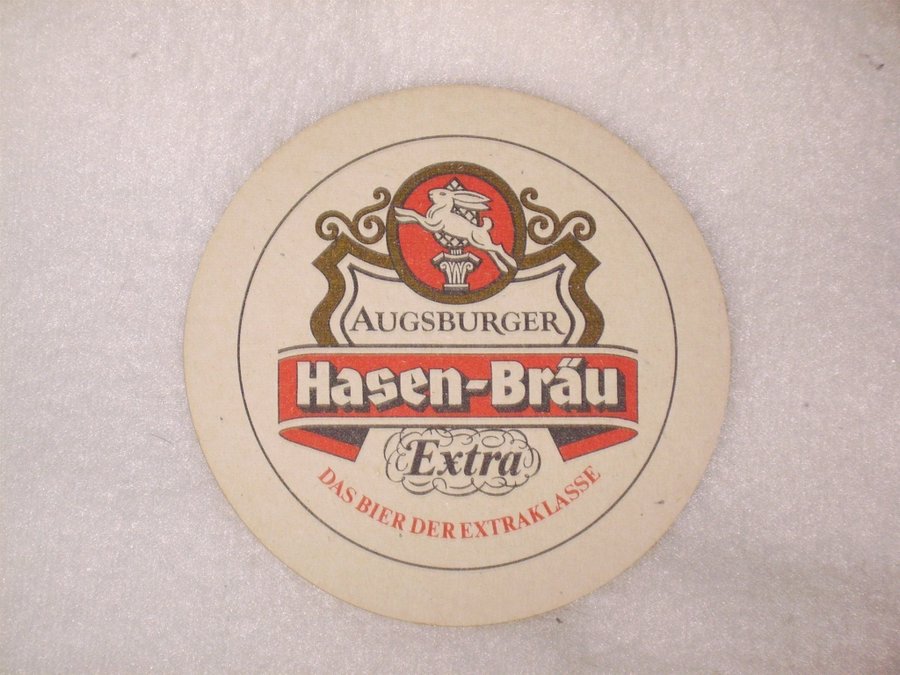 AUGSBURGER
Hasen-Bräu
Extra
DAS BIER DER EXTRAKLASSE